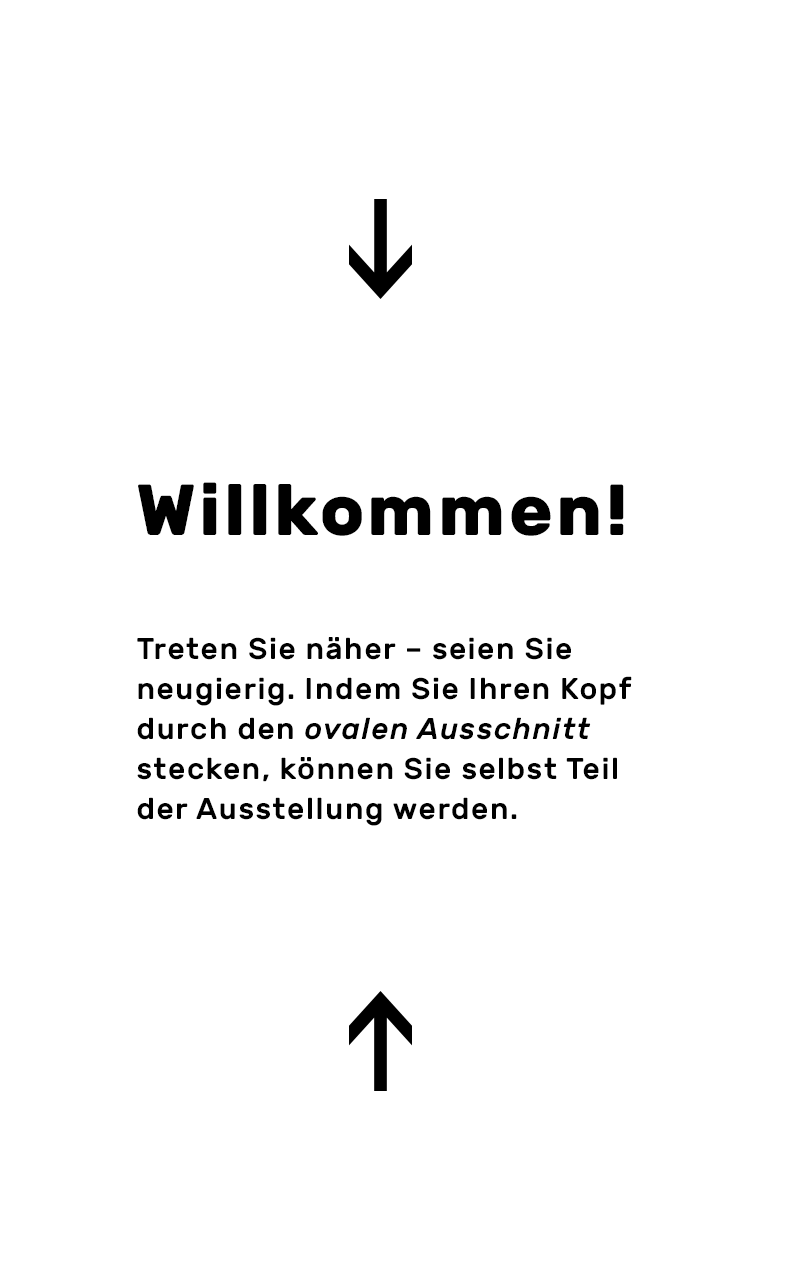 Willkommen!
Treten Sie näher – seien Sie
neugierig. Indem Sie Ihren Kopf
durch den ovalen Ausschnitt
stecken, können Sie selbst Teil
der Ausstellung werden.